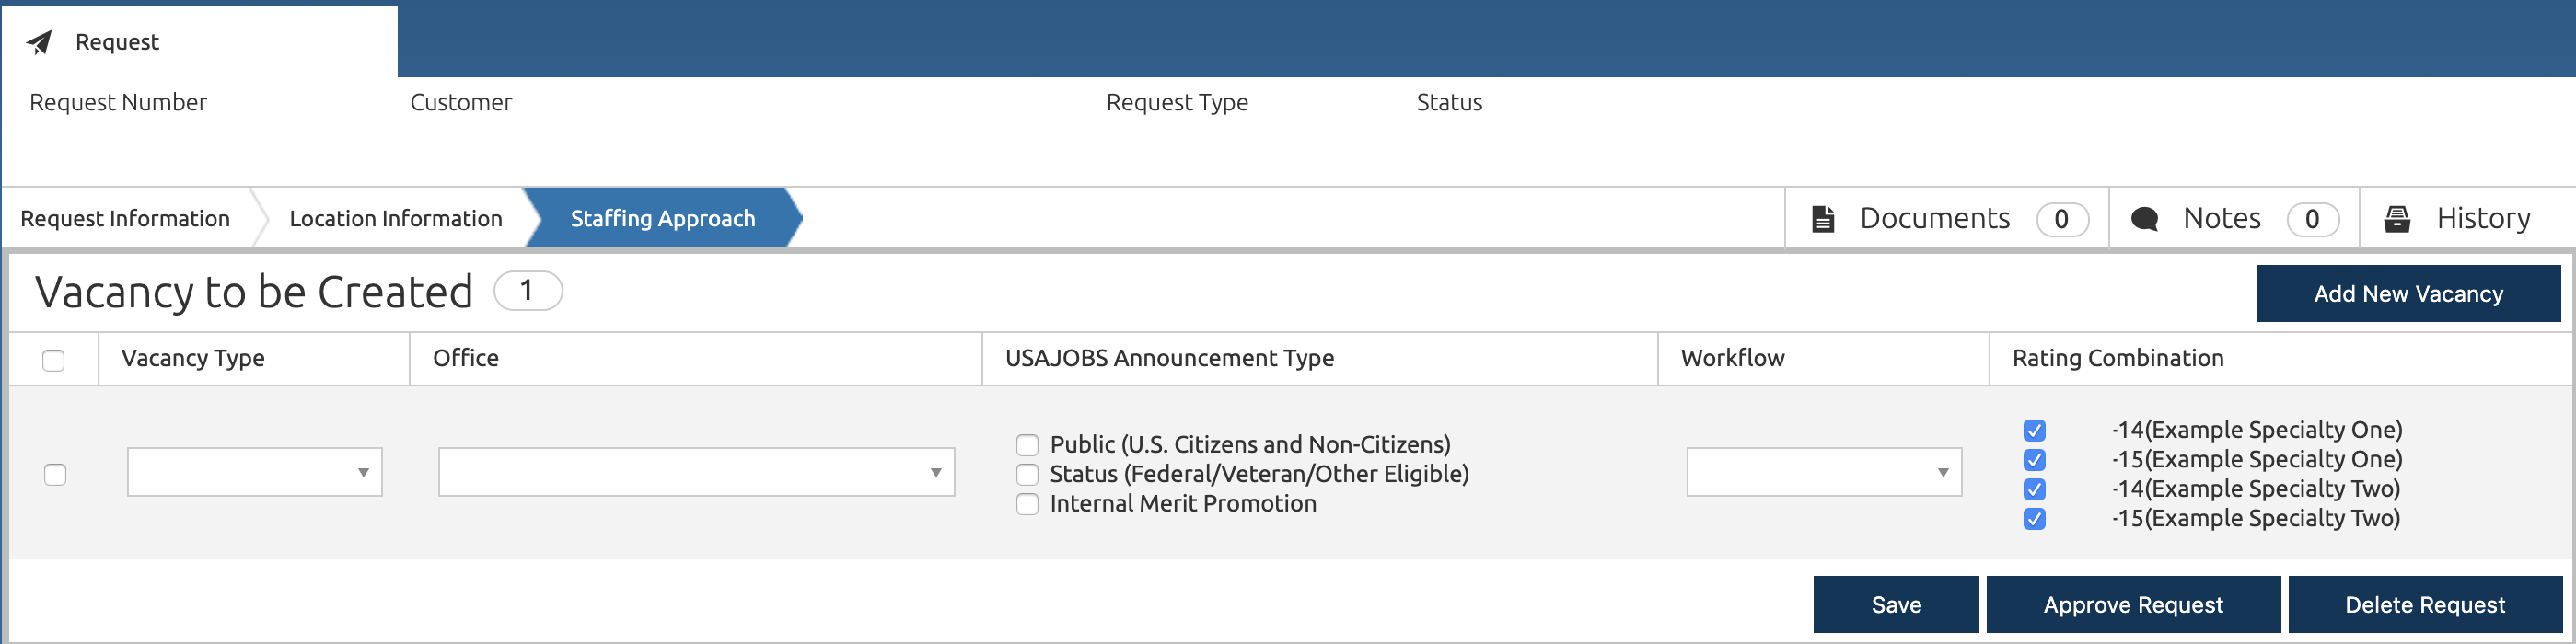 Request
Request Number Customer Request Type Status
Request Information Location Information Staffing Approach Documents 0 Notes 0 History
Vacancy to be Created 1 Add New Vacancy
Vacancy Type Office USAJOBS Announcement Type Workflow Rating Combination
Public (U.S. Citizens and Non-Citizens)
Status (Federal/Veteran/Other Eligible)
Internal Merit Promotion
-14(Example Specialty One)
-15(Example Specialty One)
-14(Example Specialty Two)
-15(Example Specialty Two)
Save Approve Request Delete Request